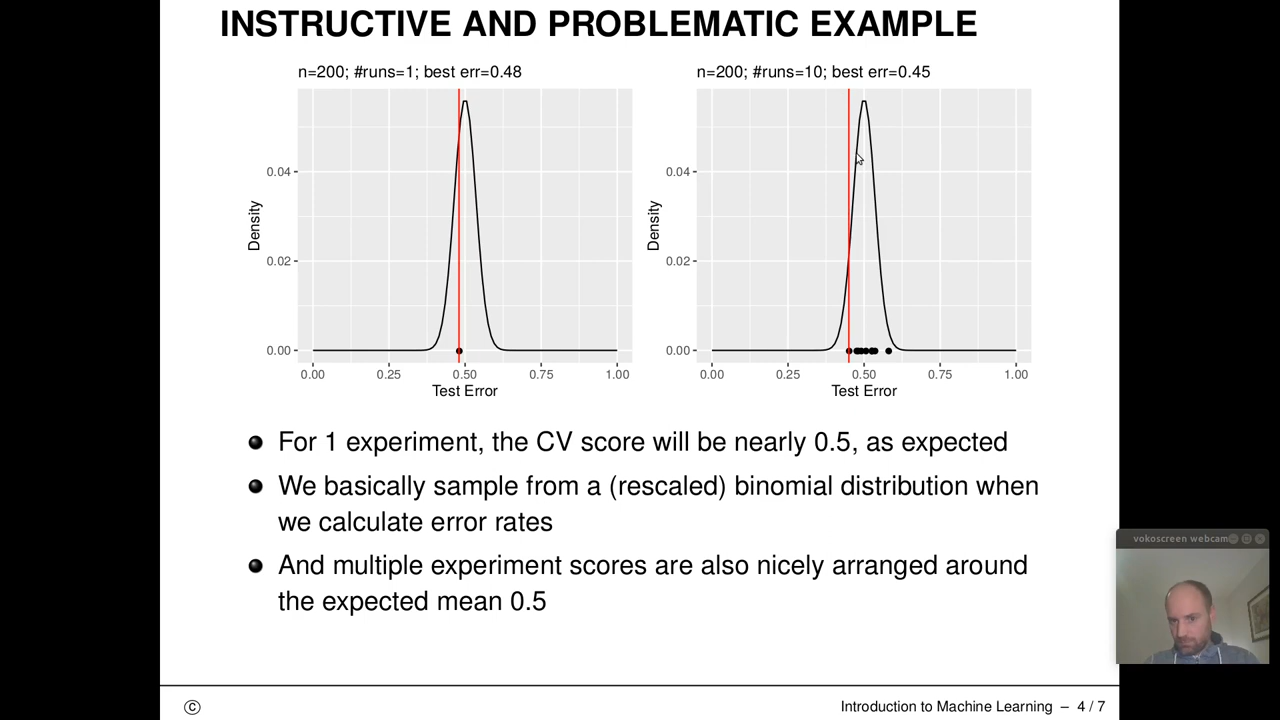 INSTRUCTIVE AND PROBLEMATIC EXAMPLE
n=200; #runs=1; best err=0.48
n=200; #runs=10; best err=0.45
Density
0.04
0.02
0.00
0.00 0.25 0.50 0.75 1.00
Test Error
Density
0.04
0.02
0.00
0.00 0.25 0.50 0.75 1.00
Test Error
For 1 experiment, the CV score will be nearly 0.5, as expected
We basically sample from a (rescaled) binomial distribution when
we calculate error rates
And multiple experiment scores are also nicely arranged around
the expected mean 0.5
vokoscreen webcam
©
Introduction to Machine Learning – 4 / 7